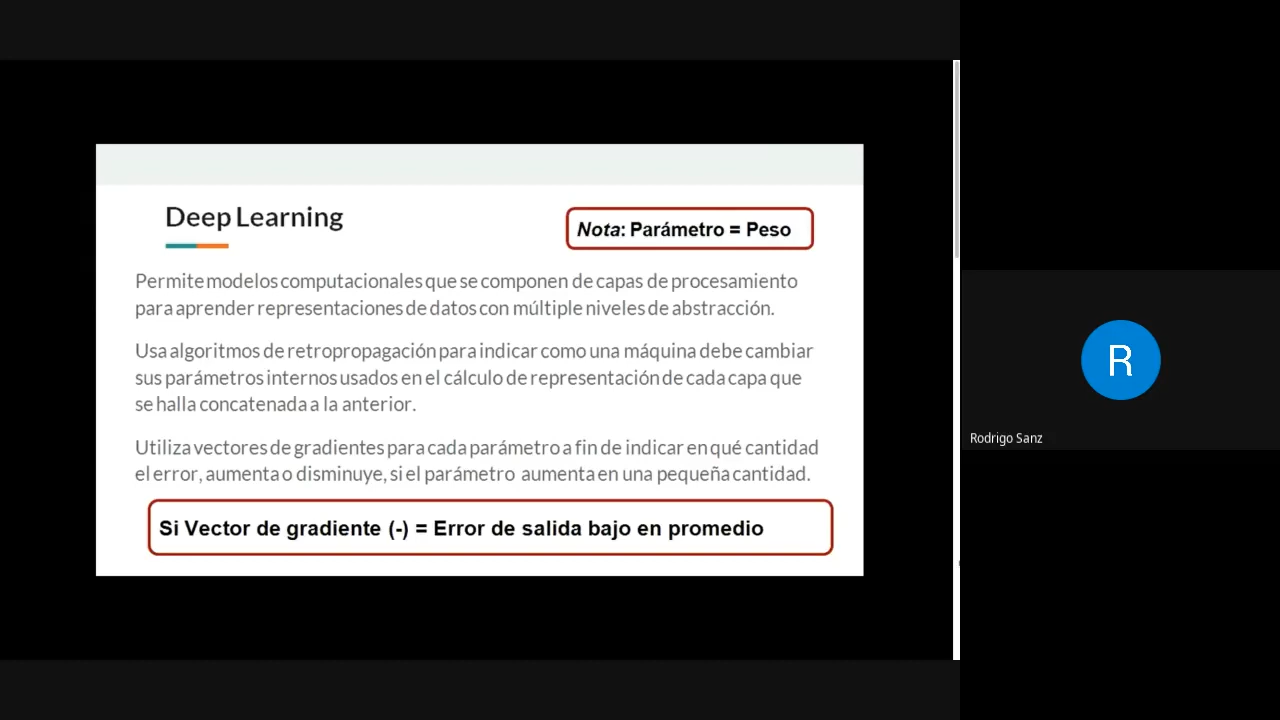 Deep Learning
Nota: Parámetro = Peso
Permite modelos computacionales que se componen de capas de procesamiento
para aprender representaciones de datos con múltiple niveles de abstracción.
Usa algoritmos de retropropagación para indicar como una máquina debe cambiar
sus parámetros internos usados en el cálculo de representación de cada capa que
se halla concatenada a la anterior.
Utiliza vectores de gradientes para cada parámetro a fin de indicar en qué cantidad
el error, aumenta o disminuye, si el parámetro aumenta en una pequeña cantidad.
Si Vector de gradiente (-) = Error de salida bajo en promedio
R
Rodrigo Sanz